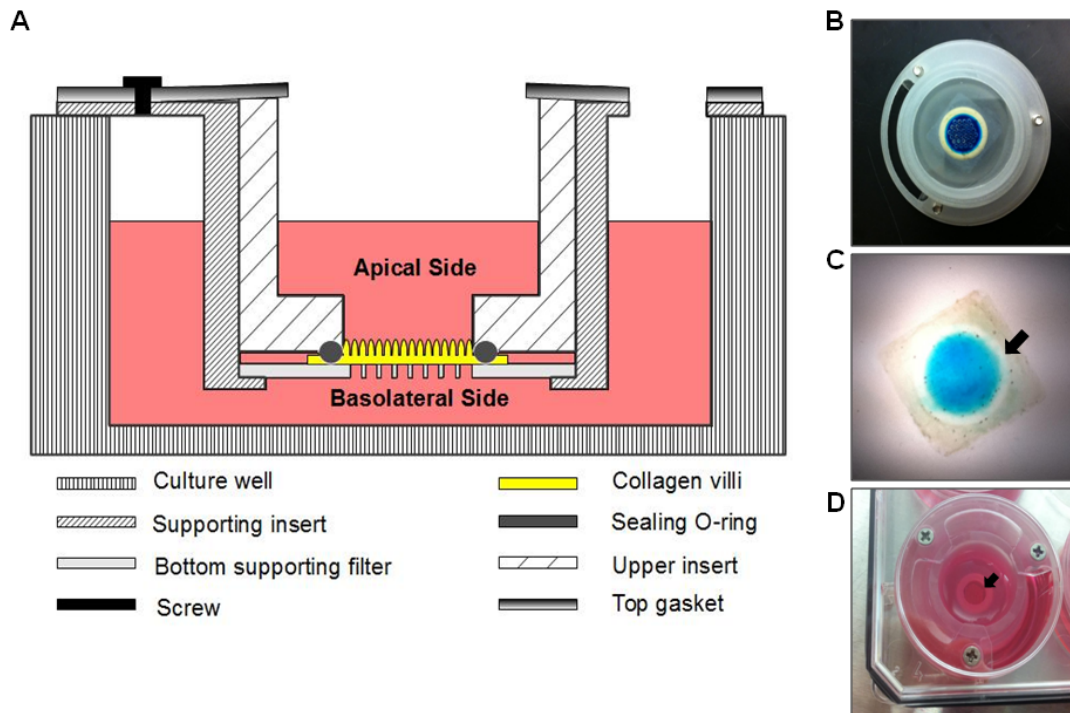 A
B
Apical Side
Basolateral Side
C
Culture well
Collagen villi
Supporting insert
Sealing O-ring
Bottom supporting filter
Upper insert
Screw
Top gasket
D